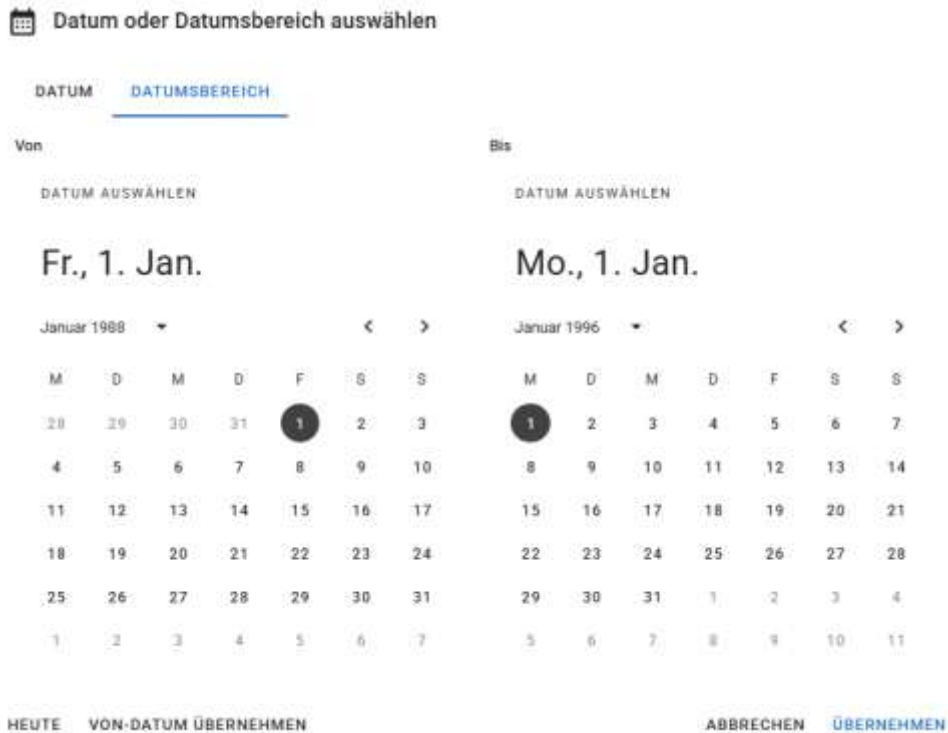 Datum oder Datumsbereich auswählen
DATUM DATUMSBEREICH
Von Bis
DATUM AUSWÄHLEN DATUM AUSWÄHLEN
Fr., 1. Jan. Mo., 1. Jan.
Januar 1988 Januar 1996
M D M D F S S M D M D F S S
28 29 30 31 1 2 3 1 2 3 4 5 6 7
4 5 6 7 8 9 10 8 9 10 11 12 13 14
11 12 13 14 15 16 17 15 16 17 18 19 20 21
18 19 20 21 22 23 24 22 23 24 25 26 27 28
25 26 27 28 29 30 31 29 30 31 1 2 3 4
1 2 3 4 5 6 7 5 6 7 8 9 10 11
HEUTE VON-DATUM ÜBERNEHMEN ABBRECHEN ÜBERNEHMEN